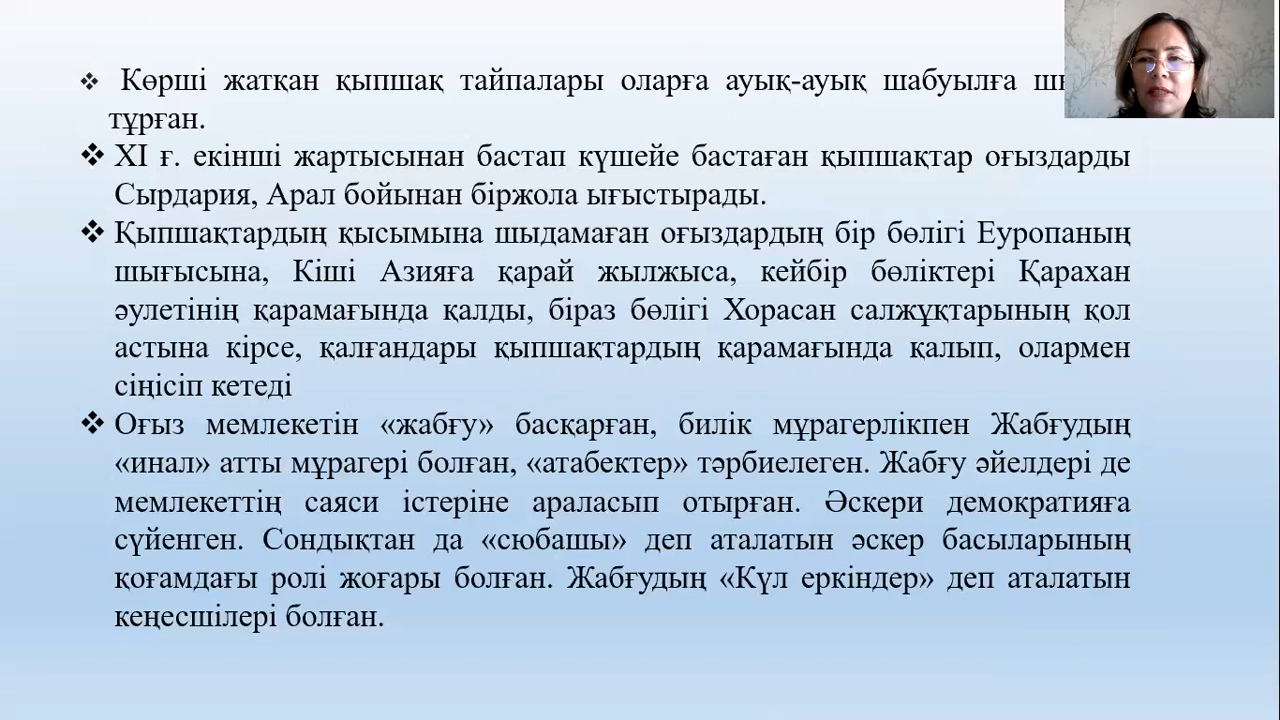 ❖ Көрші жатқан қыпшақ тайпалары оларға ауық-ауық шабуылға
тұрған.
❖ XI ғ. екінші жартысынан бастап күшейе бастаған қыпшақтар оғыздарды
Сырдария, Арал бойынан біржола ығыстырады.
❖ Қыпшақтардың қысымына шыдамаған оғыздардың бір бөлігі Еуропаның
шығысына, Кіші Азияға қарай жылжыса, кейбір бөліктері Қарахан
әулетінің қарамағында қалды, біраз бөлігі Хорасан салжұқтарының қол
астына кірсе, қалғандары қыпшақтардың қарамағында қалып, олармен
сіңісіп кетеді
❖ Оғыз мемлекетін «жабғу» басқарған, билік мұрагерлікпен Жабғудың
«инал» атты мұрагері болған, «атабектер» тәрбиелеген. Жабғу әйелдері де
мемлекеттің саяси істеріне араласып отырған. Әскери демократияға
сүйенген. Сондықтан да «сюбашы» деп аталатын әскер басыларының
қоғамдағы ролі жоғары болған. Жабғудың «Күл еркіндер» деп аталатын
кеңесшілері болған.